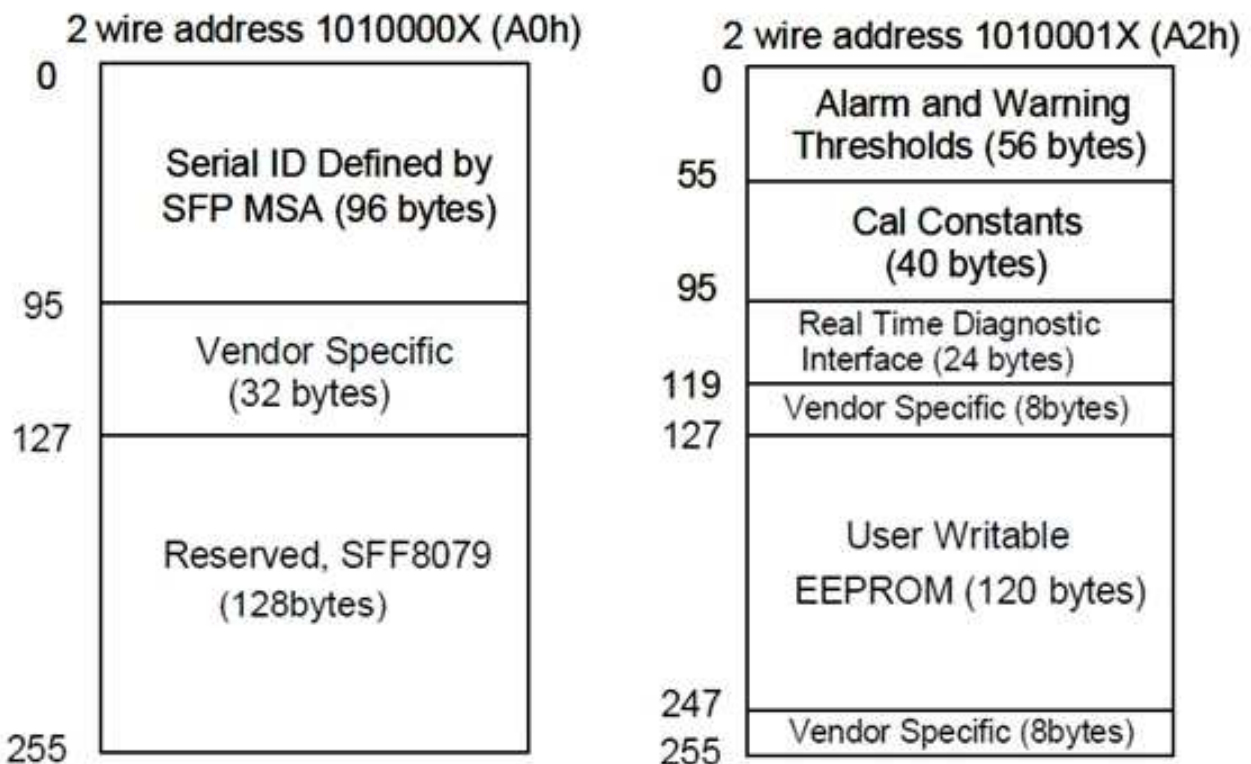 2 wire address 1010000X (A0h)
0
Serial ID Defined by
SFP MSA (96 bytes)
95
Vendor Specific
(32 bytes)
127
Reserved, SFF8079
(128bytes)
255
2 wire address 1010001X (A2h)
0
Alarm and Warning
Thresholds (56 bytes)
55
Cal Constants
(40 bytes)
95
Real Time Diagnostic
Interface (24 bytes)
119
Vendor Specific (8bytes)
127
User Writable
EEPROM (120 bytes)
247
Vendor Specific (8bytes)
255